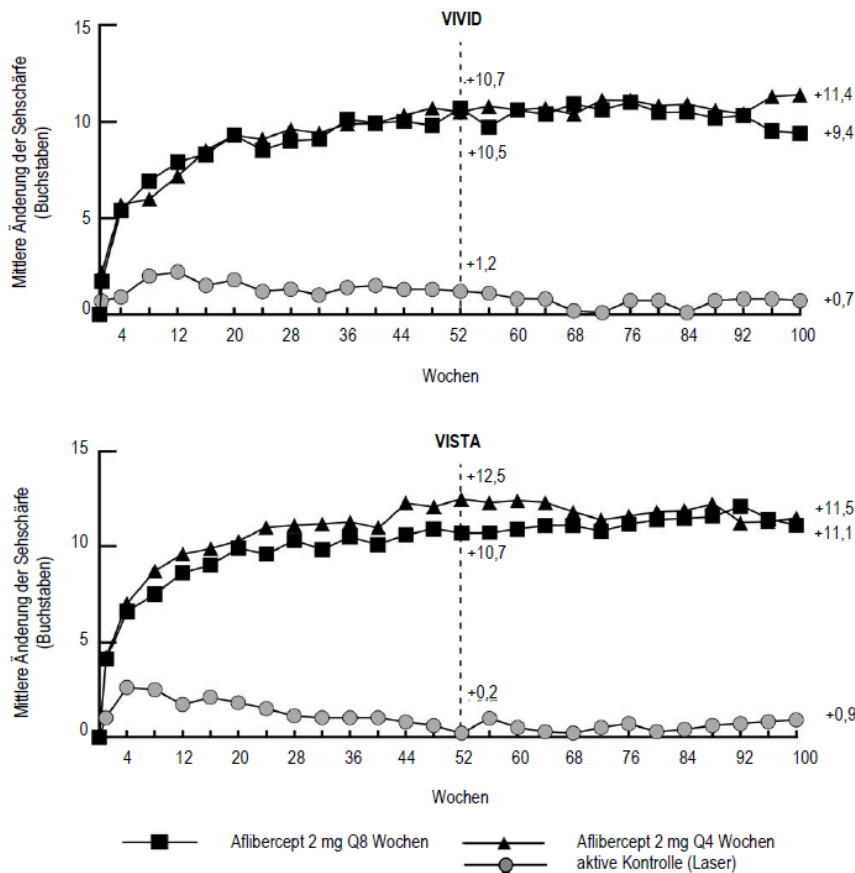 VIVID
15
10
5
0
Mittlere Änderung der Sehschärfe
(Buchstaben)
+10,7
+10,5
+1,2
+11,4
+9,4
+0,7
4 12 20 28 36 44 52 60 68 76 84 92 100
Wochen
VISTA
15
10
5
0
Mittlere Änderung der Sehschärfe
(Buchstaben)
+12,5
+10,7
+0,2
+11,5
+11,1
+0,9
4 12 20 28 36 44 52 60 68 76 84 92 100
Wochen
Aflibercept 2 mg Q8 Wochen
Aflibercept 2 mg Q4 Wochen
aktive Kontrolle (Laser)